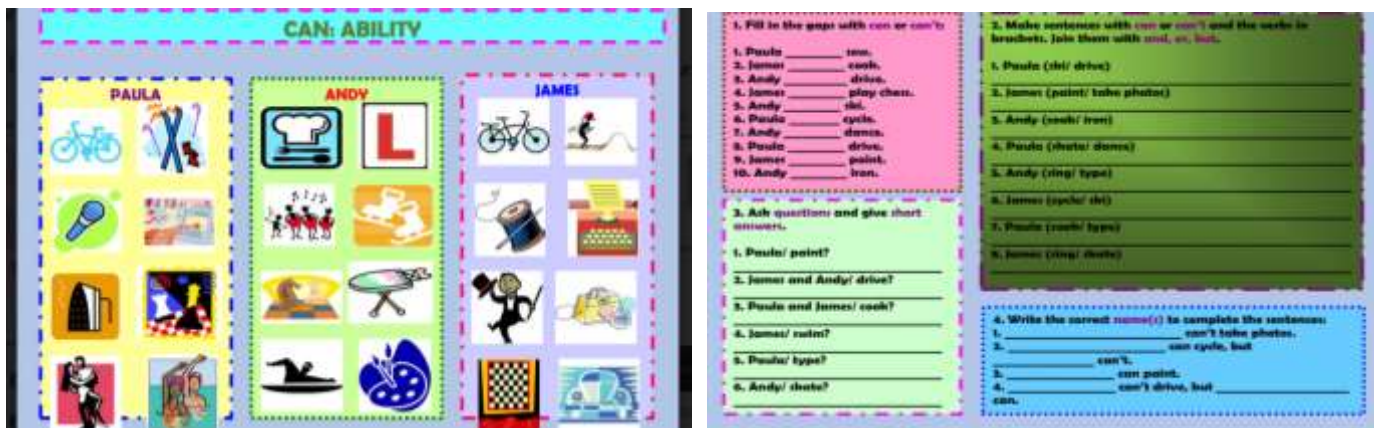 CAN: ABILITY
PAULA
ANDY
JAMES
L
1. Fill in the gaps with can or can't:
1. Paula ________ sew.
2. James ________ cook.
3. Andy ________ drive.
4. James ________ play chess.
5. Andy ________ ski.
6. Paula ________ cycle.
7. Andy ________ dance.
8. Paula ________ drive.
9. James ________ paint.
10. Andy ________ iron.
2. Make sentences with can or can't and the verbs in
brackets. Join them with and, or, but.
1. Paula (ski/ drive)
2. James (paint/ take photos)
3. Andy (cook/ iron)
4. Paula (skate/ dance)
5. Andy (sing/ type)
6. James (cycle/ ski)
7. Paula (cook/ type)
8. James (sing/ skate)
3. Ask questions and give short
answers.
1. Paula/ paint?
2. James and Andy/ drive?
3. Paula and James/ cook?
4. James/ swim?
5. Paula/ type?
6. Andy/ skate?
4. Write the correct name(s) to complete the sentences:
1. ________ can't take photos.
2. ________ can cycle, but
________ can't.
3. ________ can paint.
4. ________ can't drive, but ________
can.